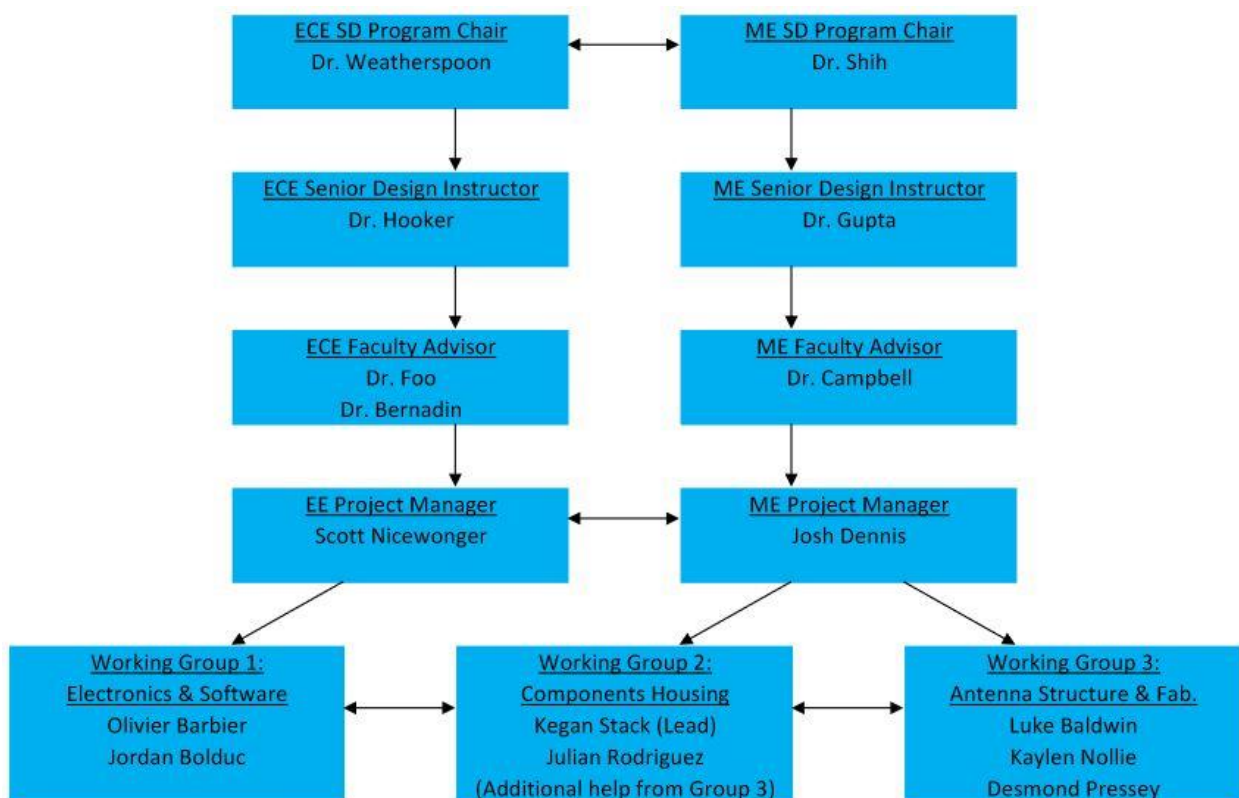 ECE SD Program Chair
Dr. Weatherspoon
ME SD Program Chair
Dr. Shih
ECE Senior Design Instructor
Dr. Hooker
ME Senior Design Instructor
Dr. Gupta
ECE Faculty Advisor
Dr. Foo
Dr. Bernadin
ME Faculty Advisor
Dr. Campbell
EE Project Manager
Scott Nicewonger
ME Project Manager
Josh Dennis
Working Group 1:
Electronics & Software
Olivier Barbier
Jordan Bolduc
Working Group 2:
Components Housing
Kegan Stack (Lead)
Julian Rodriguez
(Additional help from Group 3)
Working Group 3:
Antenna Structure & Fab.
Luke Baldwin
Kaylen Nollie
Desmond Pressey